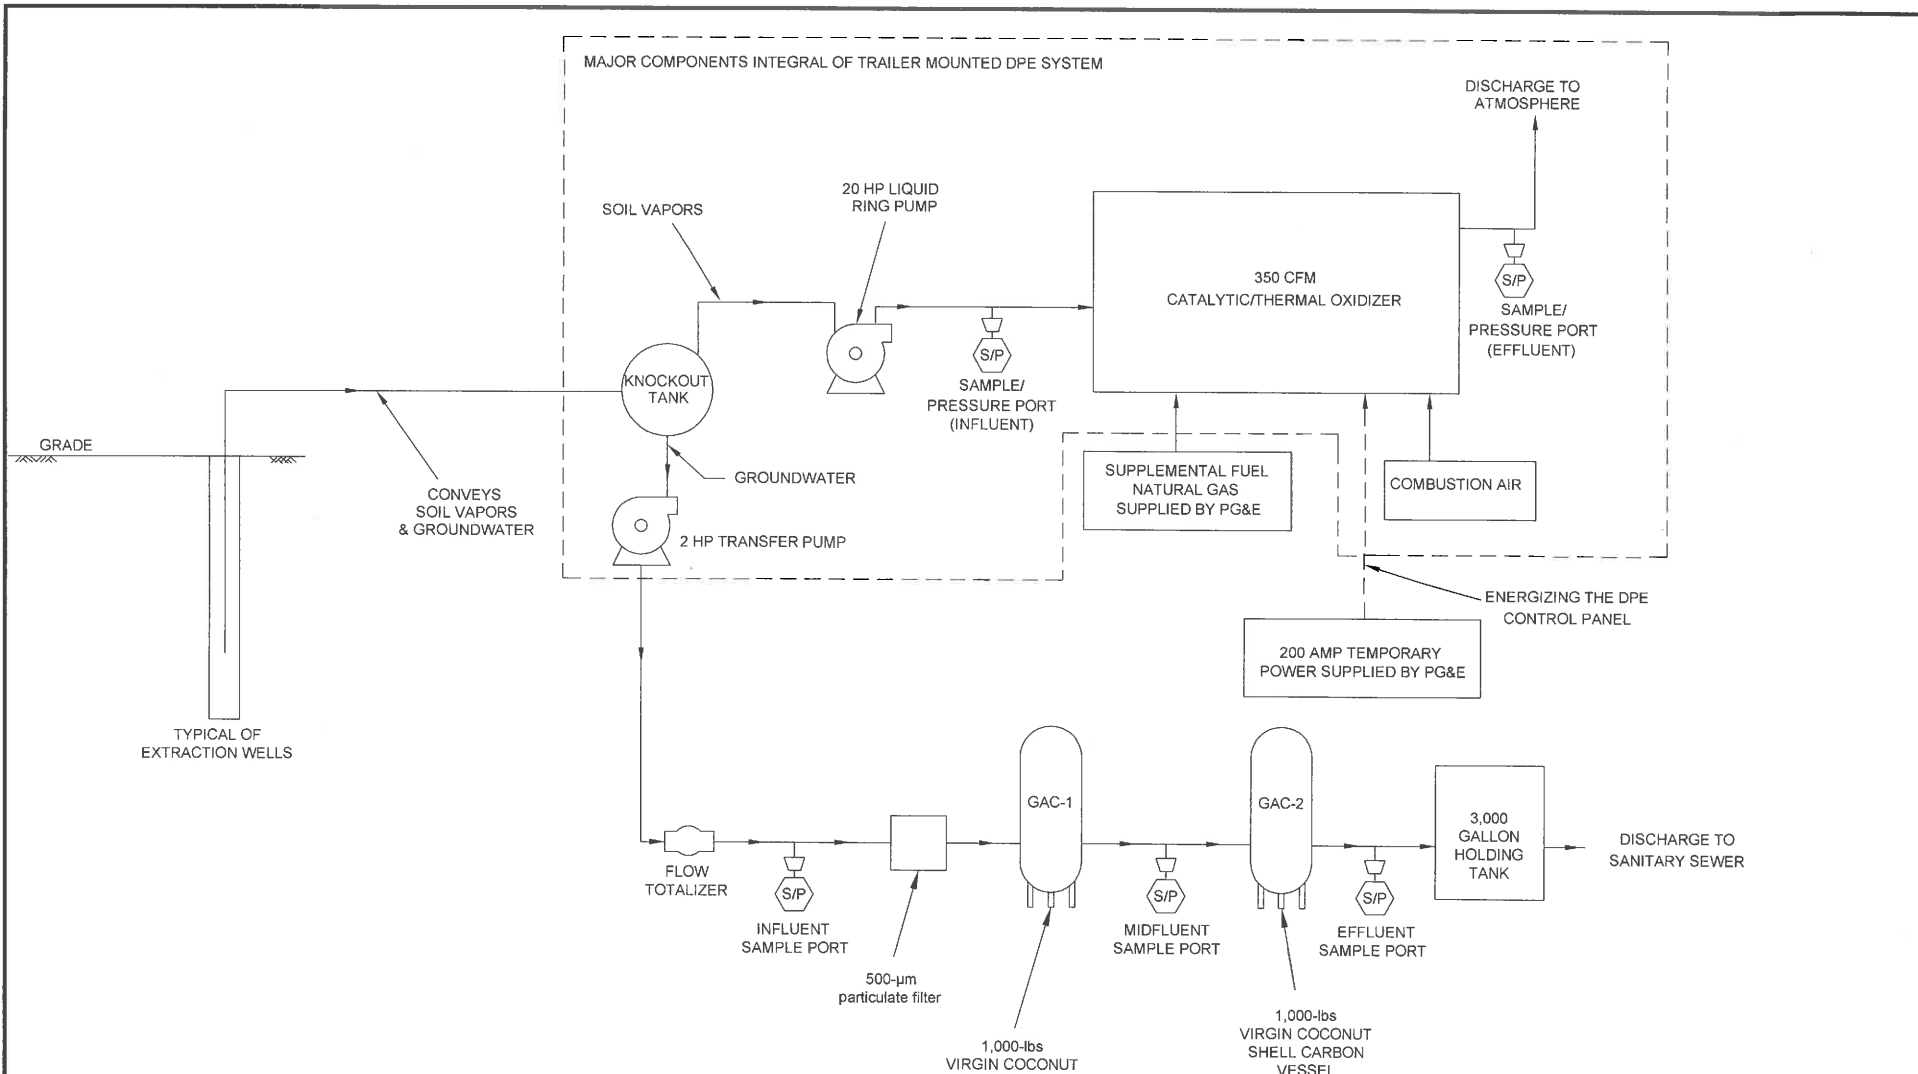 MAJOR COMPONENTS INTEGRAL OF TRAILER MOUNTED DPE SYSTEM
DISCHARGE TO
ATMOSPHERE
20 HP LIQUID
RING PUMP
SOIL VAPORS
350 CFM
CATALYTIC/THERMAL OXIDIZER
S/P
SAMPLE/
PRESSURE PORT
(EFFLUENT)
S/P
SAMPLE/
PRESSURE PORT
(INFLUENT)
KNOCKOUT
TANK
GRADE
GROUNDWATER
CONVEYS
SOIL VAPORS
& GROUNDWATER
SUPPLEMENTAL FUEL
NATURAL GAS
SUPPLIED BY PG&E
COMBUSTION AIR
2 HP TRANSFER PUMP
ENERGIZING THE DPE
CONTROL PANEL
200 AMP TEMPORARY
POWER SUPPLIED BY PG&E
TYPICAL OF
EXTRACTION WELLS
GAC-1
GAC-2
3,000
GALLON
HOLDING
TANK
DISCHARGE TO
SANITARY SEWER
FLOW
TOTALIZER
S/P
INFLUENT
SAMPLE PORT
S/P
MIDFLUENT
SAMPLE PORT
S/P
EFFLUENT
SAMPLE PORT
500-µm
particulate filter
1,000-lbs
VIRGIN COCONUT
1,000-lbs
VIRGIN COCONUT
SHELL CARBON
VESSEL